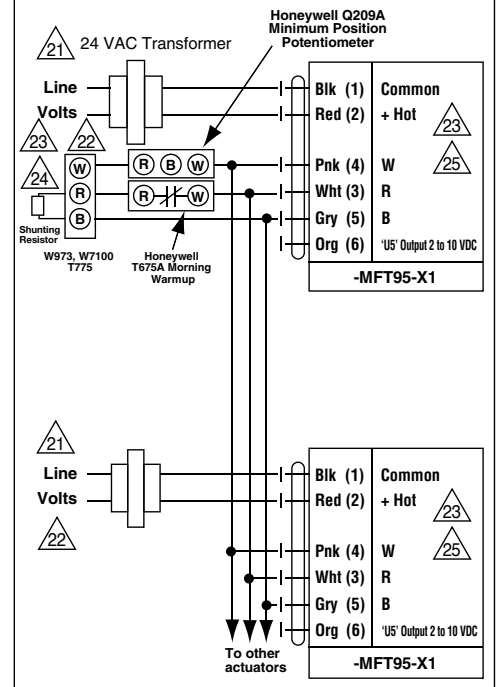 Honeywell Q209A
Minimum Position
Potentiometer
21
24 VAC Transformer
Line
Volts
Blk (1) Common
Red (2) + Hot
23
Pnk (4) W
25
Wht (3) R
Gry (5) B
Org (6) 'U5' Output 2 to 10 VDC
-MFT95-X1
23
22
24
W
R
B
R B W
R W
Shunting
Resistor
W973, W7100
T775
Honeywell
T675A Morning
Warmup
21
Line
Volts
22
Blk (1) Common
Red (2) + Hot
23
Pnk (4) W
25
Wht (3) R
Gry (5) B
Org (6) 'U5' Output 2 to 10 VDC
-MFT95-X1
To other
actuators